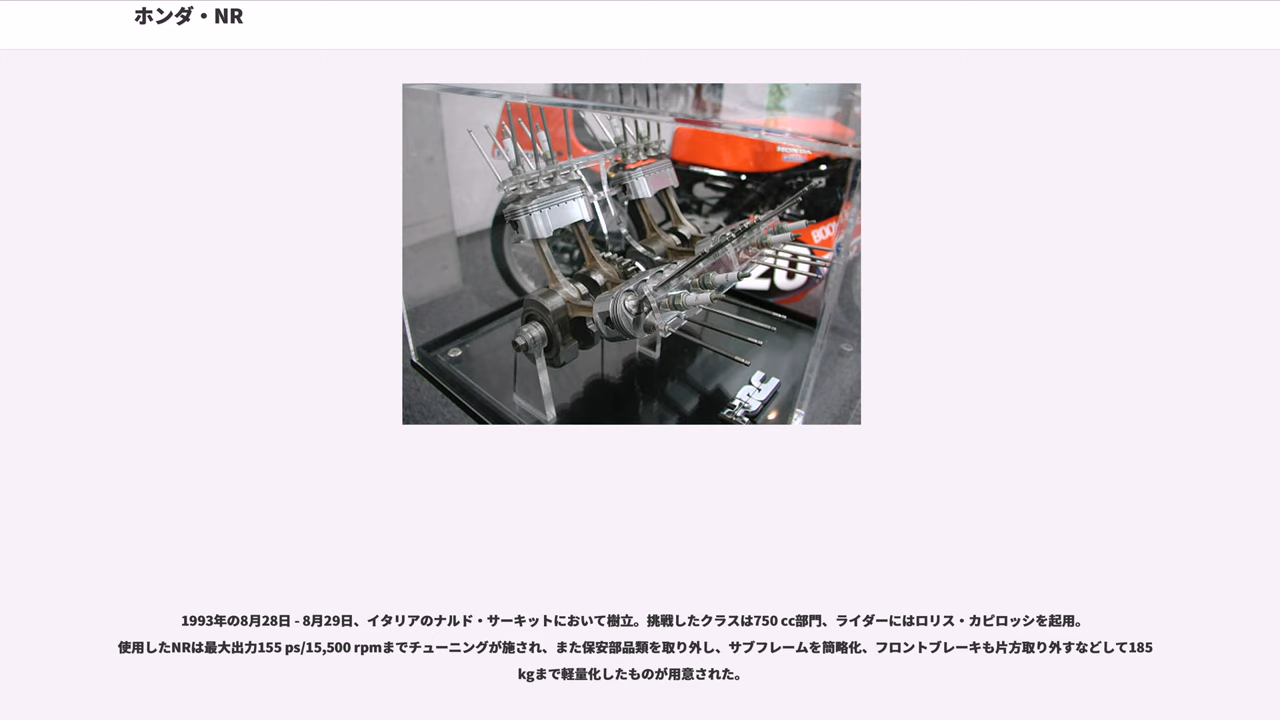 ホンダ・NR
HONDA
20
1993年の8月28日 - 8月29日、イタリアのナルド・サーキットにおいて樹立。挑戦したクラスは750 cc部門、ライダーにはロリス・カピロッシを起用。
使用したNRは最大出力155 ps/15,500 rpmまでチューニングが施され、また保安部品類を取り外し、サブフレームを簡略化、フロントブレーキも片方取り外すなどして185
kgまで軽量化したものが用意された。